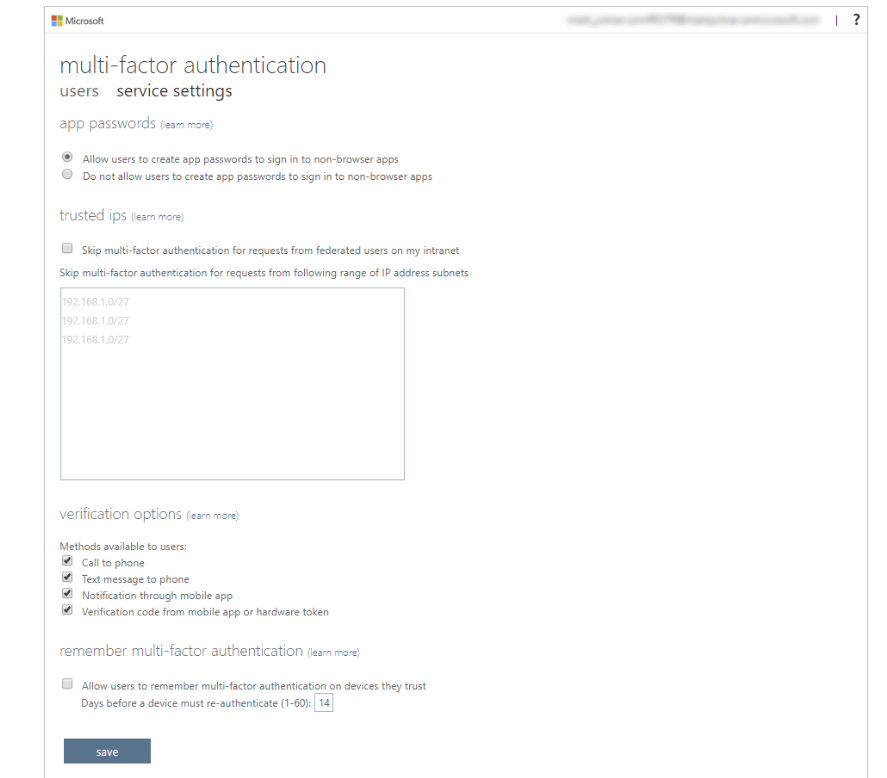 Microsoft
| ?
multi-factor authentication
users service settings
app passwords (learn more)
Allow users to create app passwords to sign in to non-browser apps
Do not allow users to create app passwords to sign in to non-browser apps
trusted ips (learn more)
Skip multi-factor authentication for requests from federated users on my intranet
Skip multi-factor authentication for requests from following range of IP address subnets
192.168.1.0/27
192.168.1.0/27
192.168.1.0/27
verification options (learn more)
Methods available to users:
Call to phone
Text message to phone
Notification through mobile app
Verification code from mobile app or hardware token
remember multi-factor authentication (learn more)
Allow users to remember multi-factor authentication on devices they trust
Days before a device must re-authenticate (1-60): 14
save